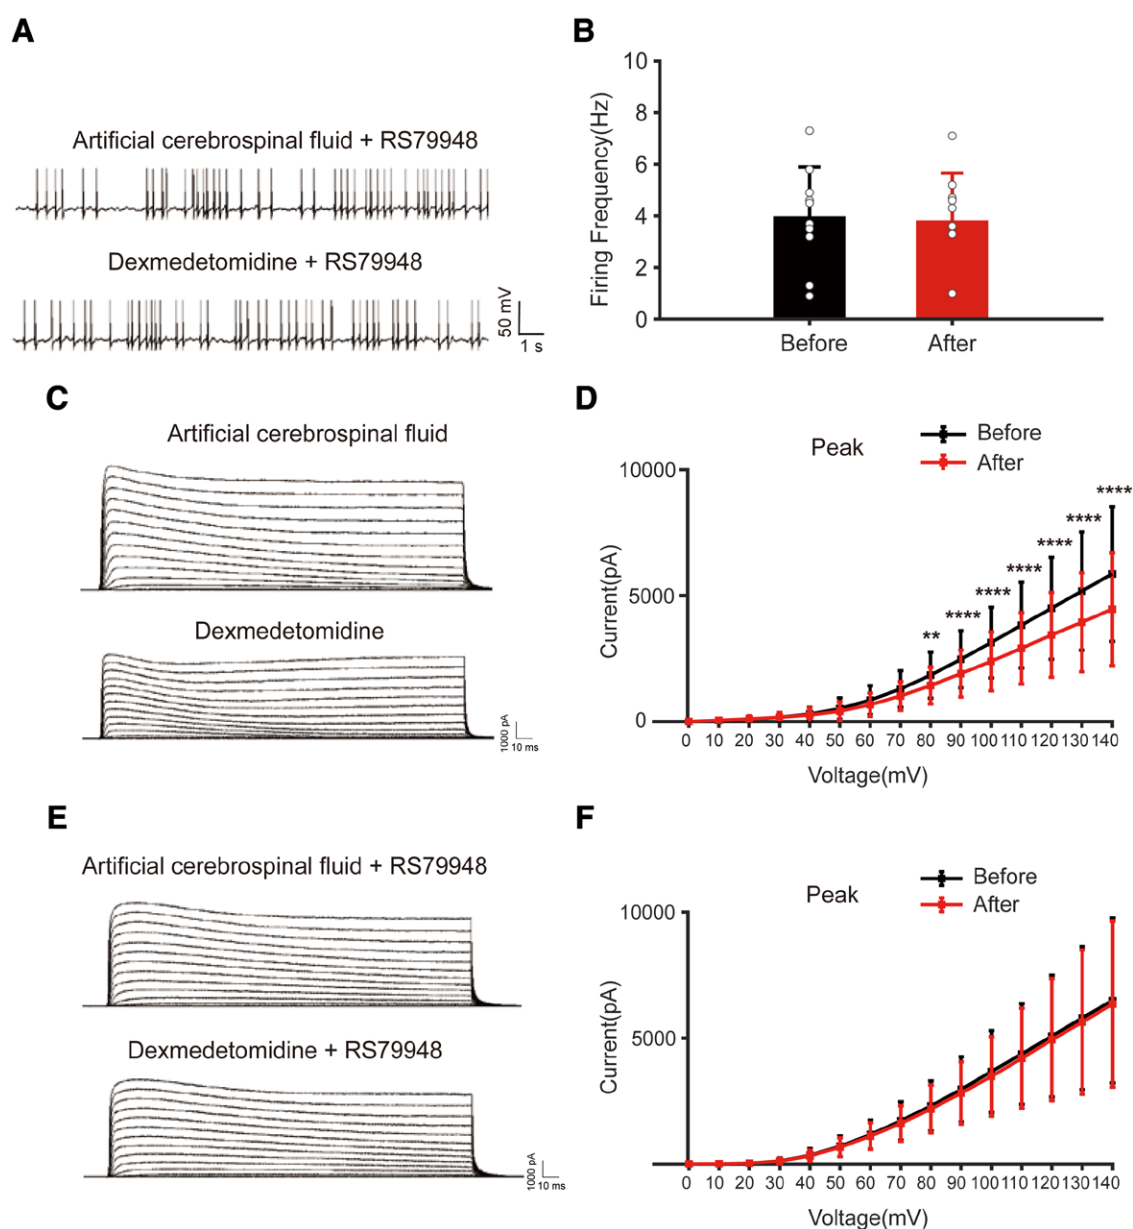 A
Artificial cerebrospinal fluid + RS79948
Dexmedetomidine + RS79948
50 mV
1 s
B
Firing Frequency(Hz)
10
8
6
4
2
0
Before
After
C
Artificial cerebrospinal fluid
Dexmedetomidine
1000 pA
10 ms
D
Peak
Before
After
Current(pA)
10000
5000
0
** **** **** **** **** **** ****
0 10 20 30 40 50 60 70 80 90 100 110 120 130 140
Voltage(mV)
E
Artificial cerebrospinal fluid + RS79948
Dexmedetomidine + RS79948
1000 pA
10 ms
F
Peak
Before
After
Current(pA)
10000
5000
0
0 10 20 30 40 50 60 70 80 90 100 110 120 130 140
Voltage(mV)